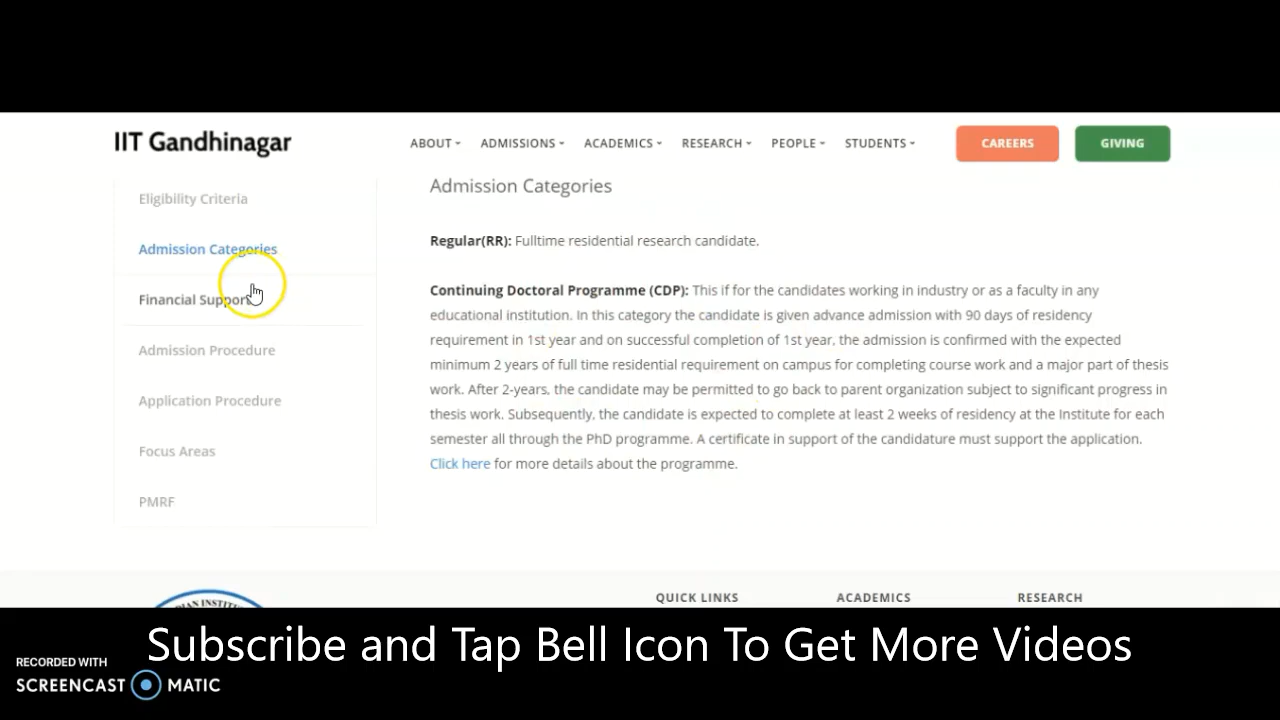 IIT Gandhinagar
ABOUT ADMISSIONS ACADEMICS RESEARCH PEOPLE STUDENTS CAREERS GIVING
Eligibility Criteria
Admission Categories
Financial Support
Admission Procedure
Application Procedure
Focus Areas
PMRF
Admission Categories
Regular(RR): Fulltime residential research candidate.
Continuing Doctoral Programme (CDP): This if for the candidates working in industry or as a faculty in any
educational institution. In this category the candidate is given advance admission with 90 days of residency
requirement in 1st year and on successful completion of 1st year, the admission is confirmed with the expected
minimum 2 years of full time residential requirement on campus for completing course work and a major part of thesis
work. After 2-years, the candidate may be permitted to go back to parent organization subject to significant progress in
thesis work. Subsequently, the candidate is expected to complete at least 2 weeks of residency at the Institute for each
semester all through the PhD programme. A certificate in support of the candidature must support the application.
Click here for more details about the programme.
QUICK LINKS ACADEMICS RESEARCH
Subscribe and Tap Bell Icon To Get More Videos
RECORDED WITH
SCREENCAST MATIC